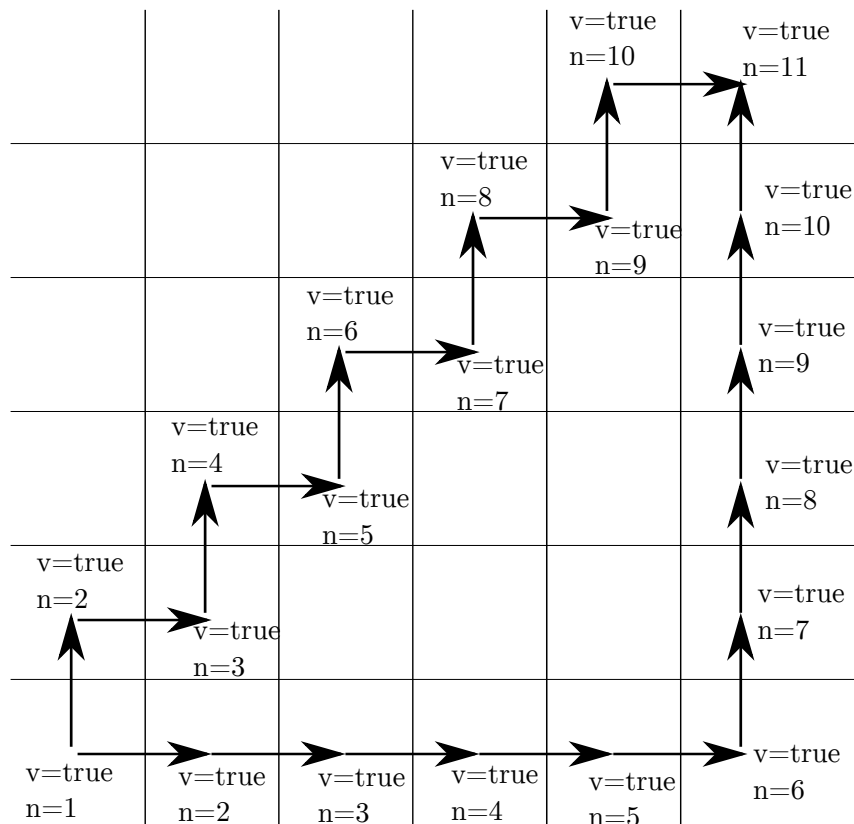 v=true
n=10
v=true
n=11
v=true
n=8
v=true
n=10
v=true
n=9
v=true
n=6
v=true
n=9
v=true
n=7
v=true
n=4
v=true
n=8
v=true
n=5
v=true
n=2
v=true
n=7
v=true
n=3
v=true
n=6
v=true
n=1
v=true
n=2
v=true
n=3
v=true
n=4
v=true
n=5